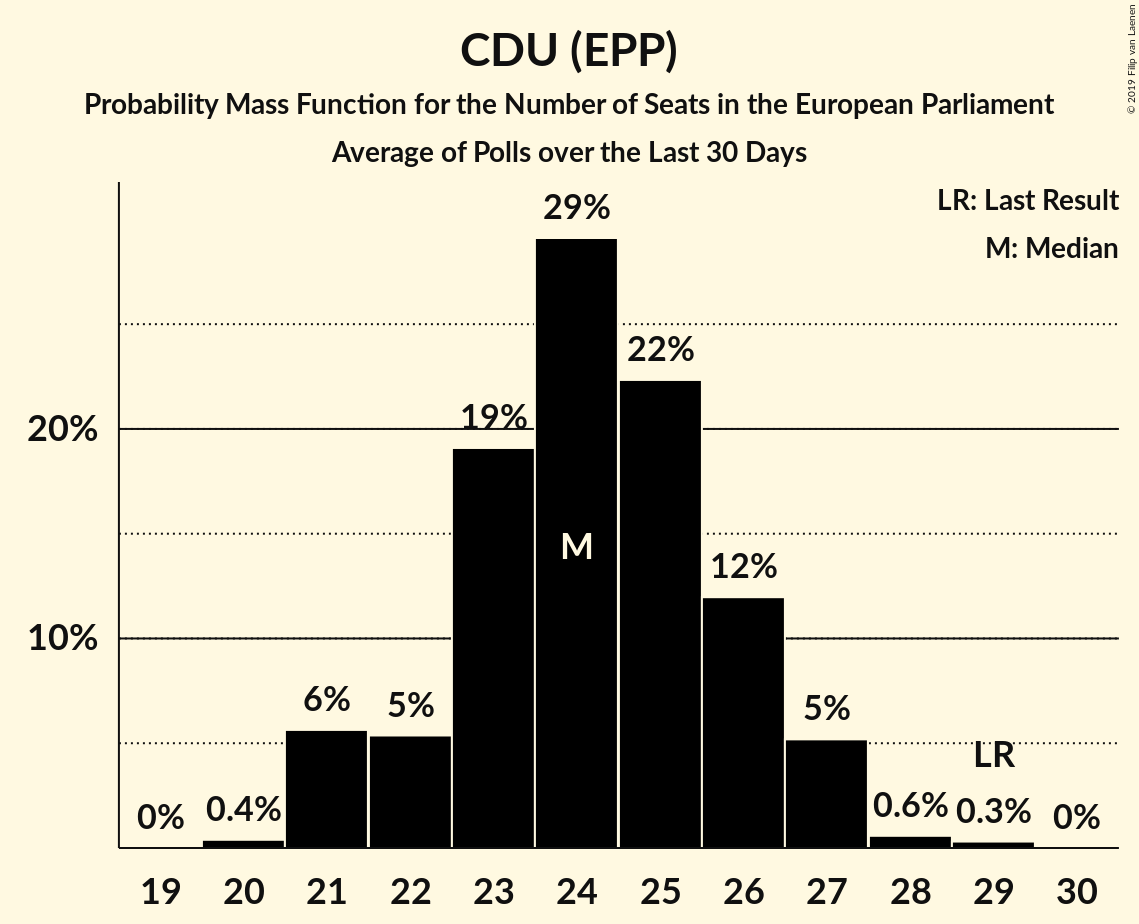 CDU (EPP)
Probability Mass Function for the Number of Seats in the European Parliament
Average of Polls over the Last 30 Days
© 2019 Filip van Laenen
LR: Last Result
M: Median
29%
22%
20%
19%
M
12%
10%
6%
5%
5%
LR
0%
0.4%
0.6%
0.3%
0%
19 20 21 22 23 24 25 26 27 28 29 30